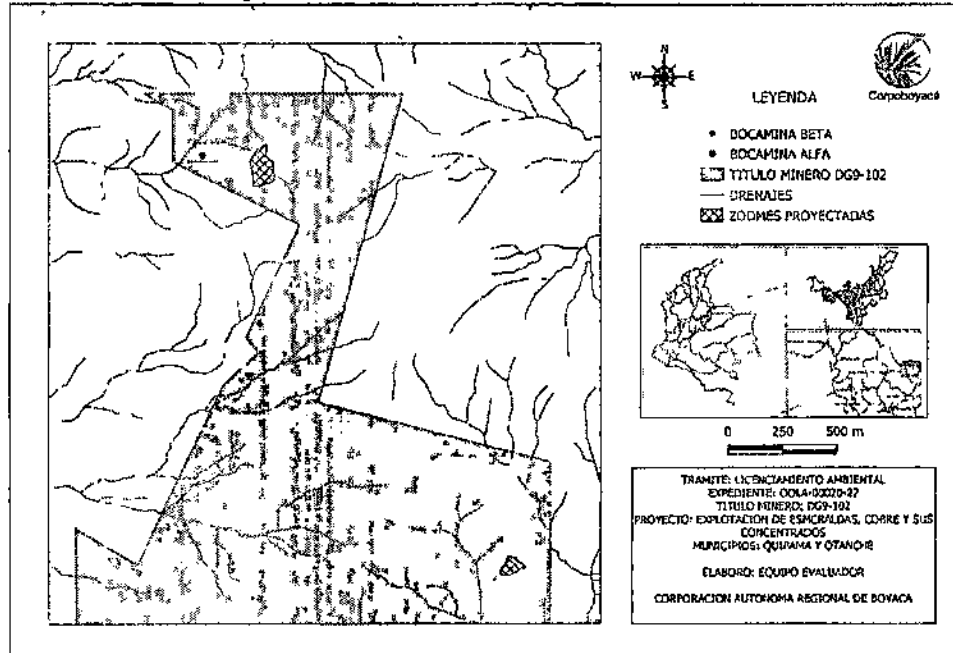 N
W E
S
Corpoboyacá
LEYENDA
BOCAMINA BETA
BOCAMINA ALFA
TITULO MINERO DG9-102
DRENAJES
ZODMES PROYECTADAS
0 250 500 m
TRAMITE: LICENCIAMIENTO AMBIENTAL
EXPEDIENTE: OOLA-00020-22
TITULO MINERO: DG9-102
PROYECTO: EXPLOTACION DE ESMERALDAS, COBRE Y SUS
CONCENTRADOS
MUNICIPIOS: QUIPAMA Y OTANCHE
ELABORO: EQUIPO EVALUADOR
CORPORACION AUTONOMA REGIONAL DE BOYACA